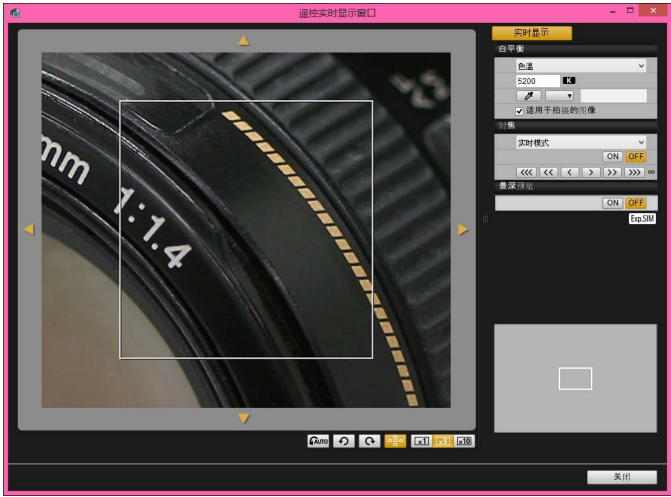 遥控实时显示窗口
实时显示
白平衡
色温
5200 K
适用于拍摄的图像
对焦
实时模式
ON OFF
<<< << < > >> >>> ∞
景深预览
ON OFF
Exp.SIM
AF
M
mm 1:1.4
AUTO
x1 x5 x10
关闭